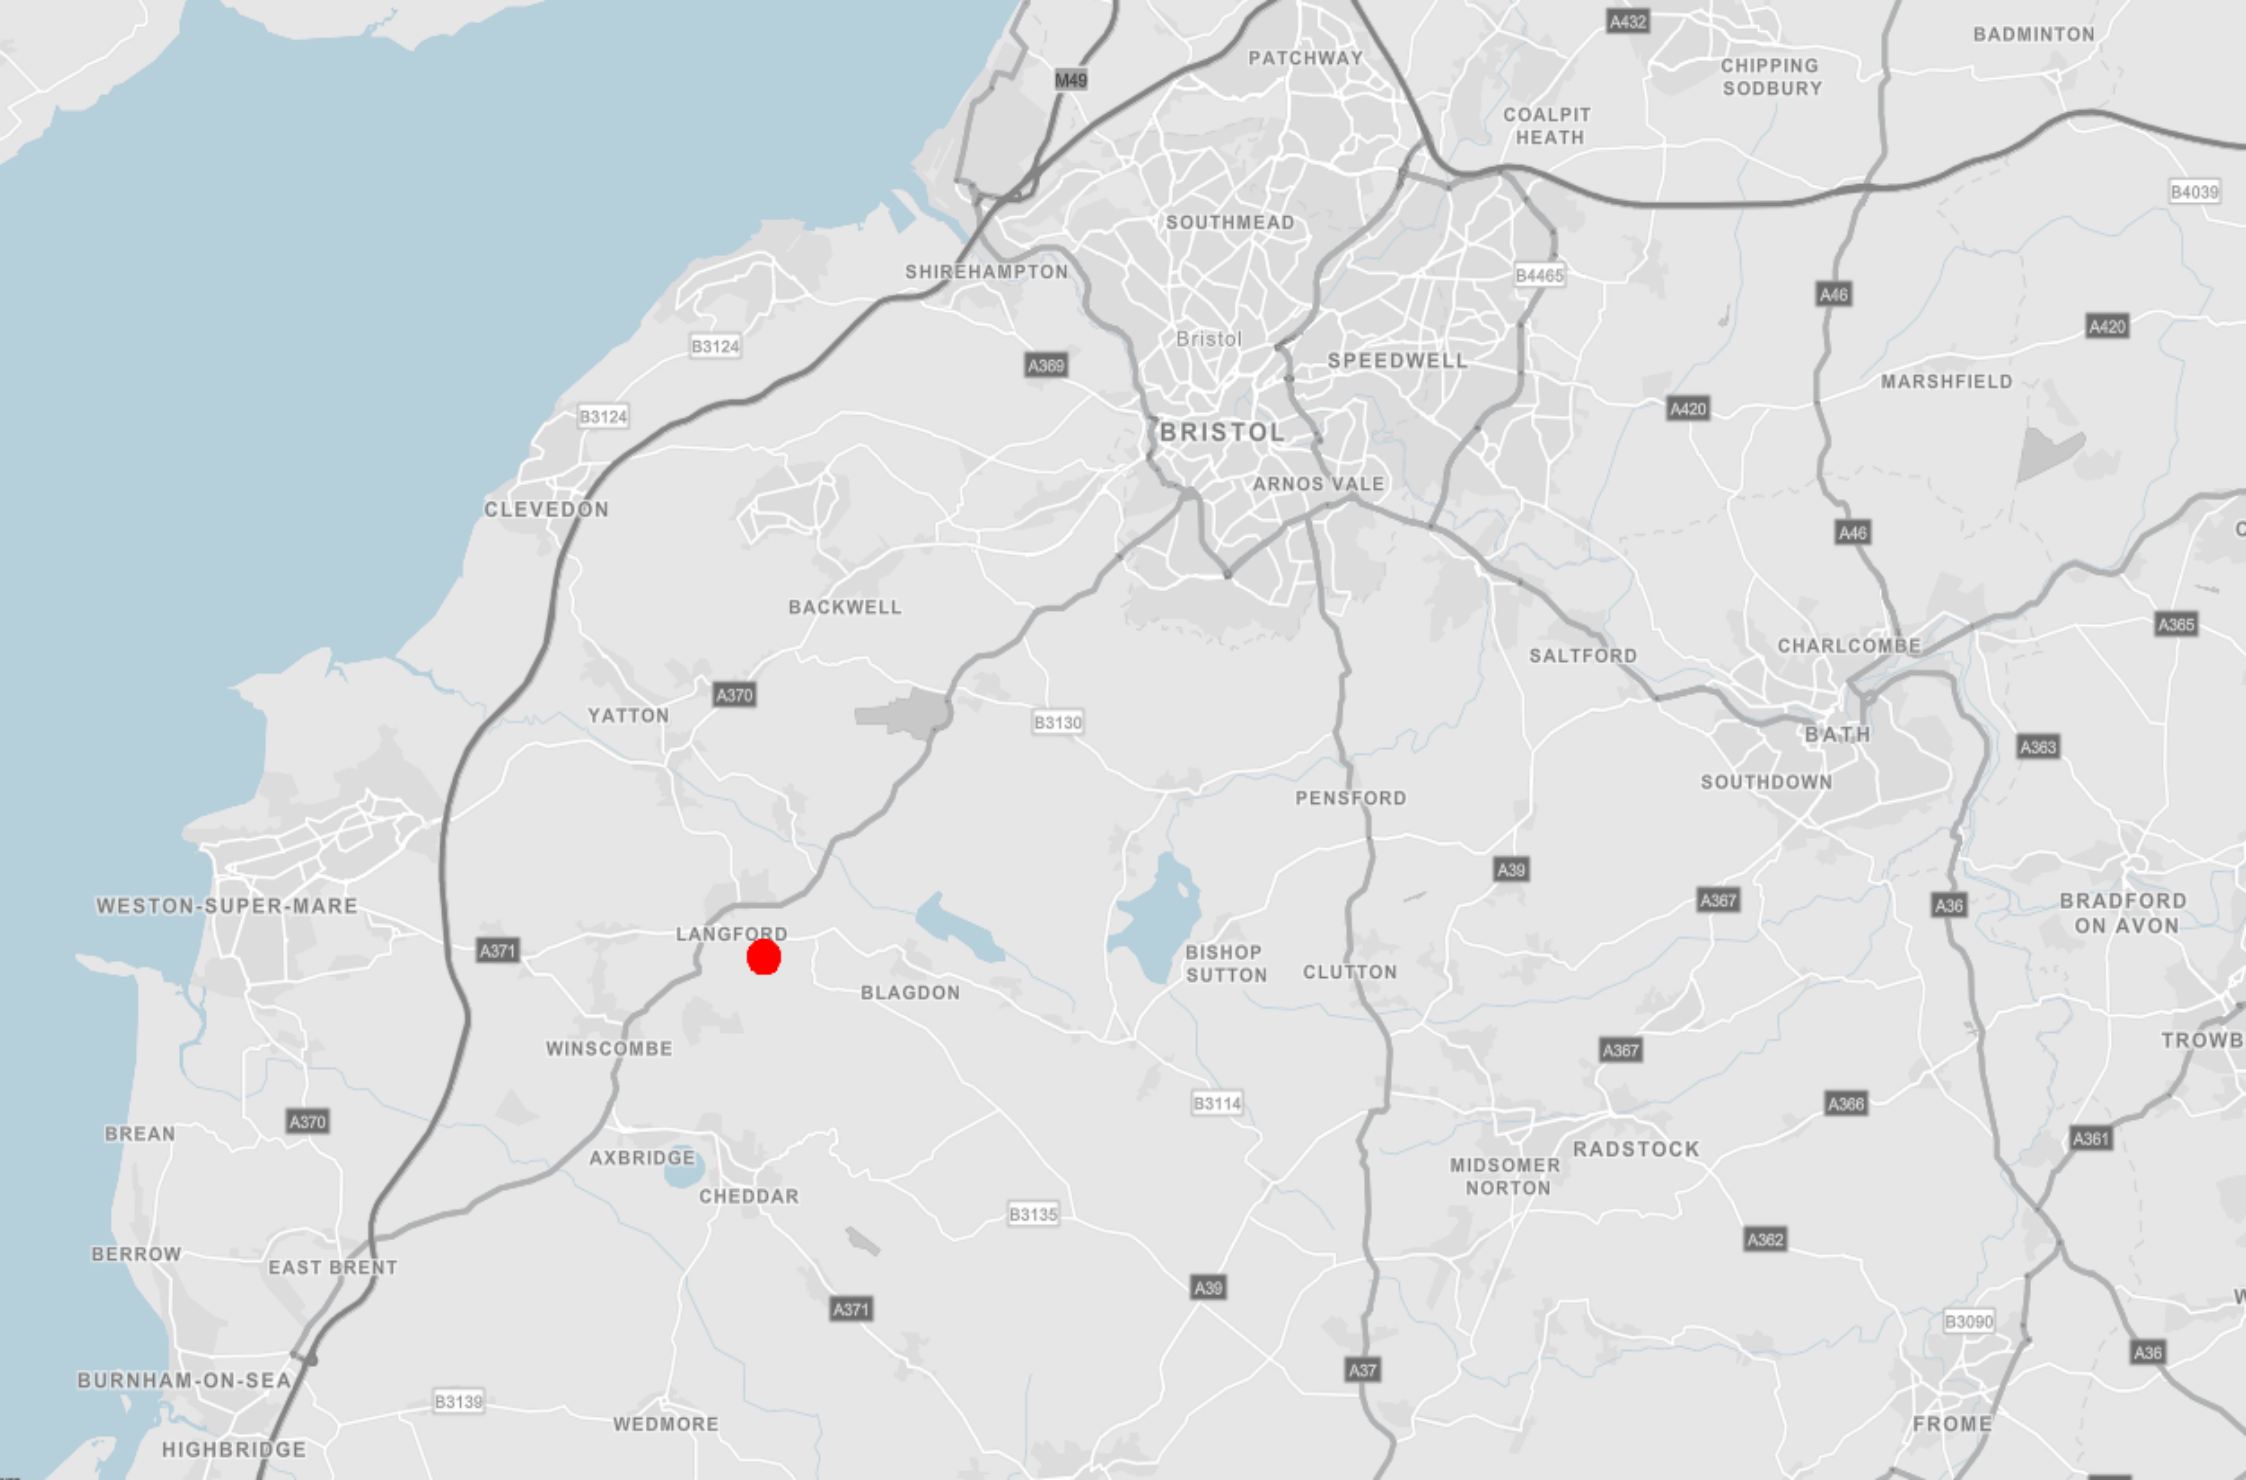 A432
BADMINTON
PATCHWAY
CHIPPING
SODBURY
M49
COALPIT
HEATH
B4039
SOUTHMEAD
SHIREHAMPTON
B4465
A46
A420
B3124
Bristol
A369
SPEEDWELL
MARSHFIELD
A420
B3124
BRISTOL
ARNOS VALE
CLEVEDON
A46
BACKWELL
A365
CHARLCOMBE
SALTFORD
A370
YATTON
B3130
BATH
A363
SOUTHDOWN
PENSFORD
A39
A367
A36
BRADFORD
ON AVON
WESTON-SUPER-MARE
LANGFORD
A371
BISHOP
SUTTON
CLUTTON
BLAGDON
TROWB
WINSCOMBE
A367
B3114
A366
A370
BREAN
A361
RADSTOCK
AXBRIDGE
MIDSOMER
NORTON
CHEDDAR
B3135
A362
BERROW
EAST BRENT
A39
W
A371
B3090
A36
A37
BURNHAM-ON-SEA
B3139
WEDMORE
FROME
HIGHBRIDGE